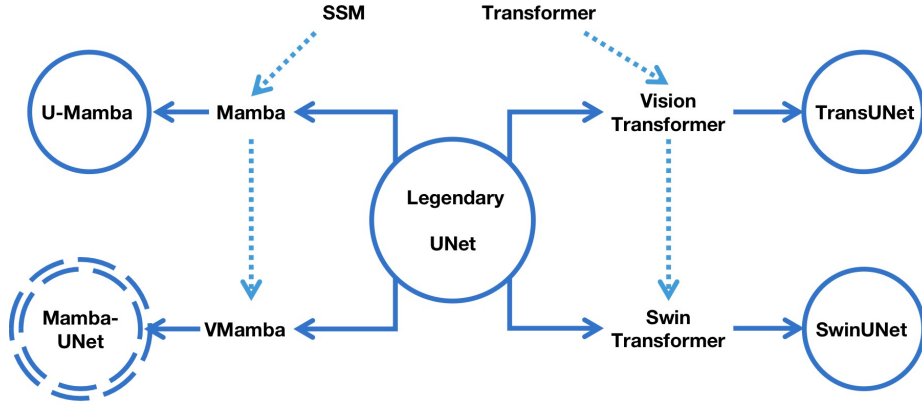 SSM
Transformer
U-Mamba
Mamba
Vision
Transformer
TransUNet
Legendary
UNet
Mamba-
UNet
VMamba
Swin
Transformer
SwinUNet